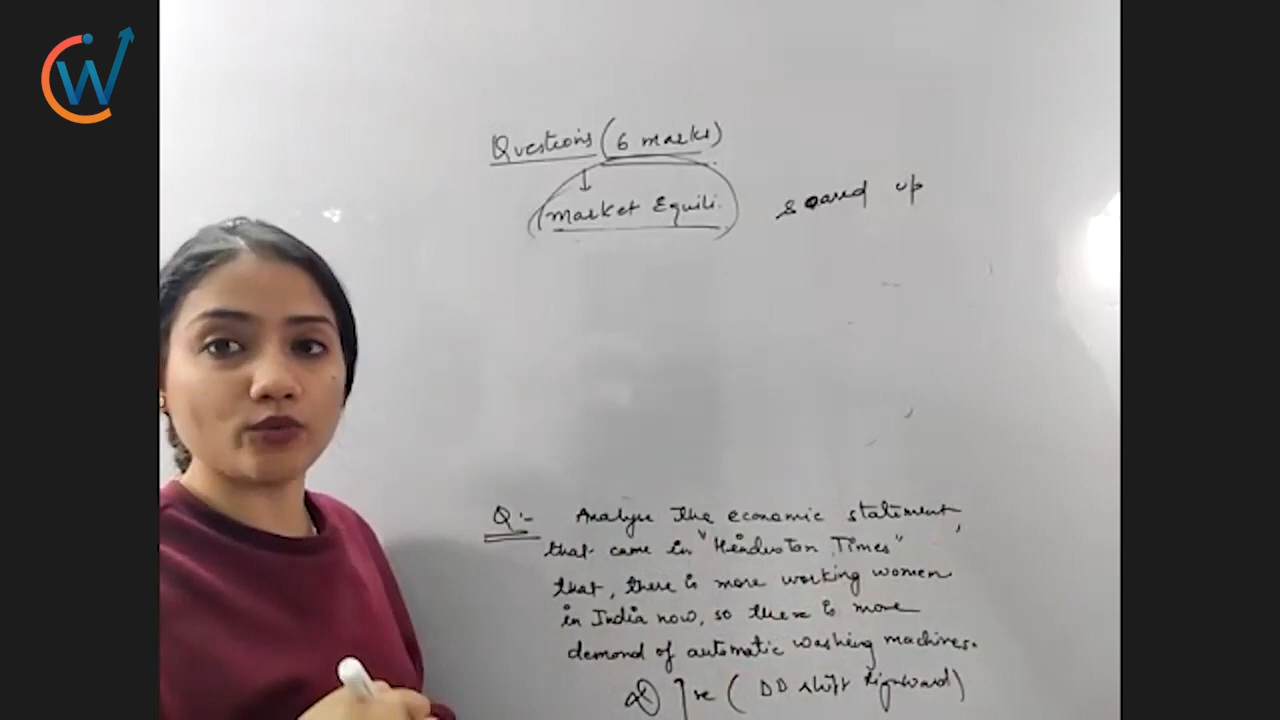 W
Questions (6 marks)
↓
(Market Equili.)
up
Q:- Analyse the economic statement,
that came in "Hindustan Times"
that, there is more working women
in India now, so there is more
demand of automatic washing machines.
(DD shift rightward)